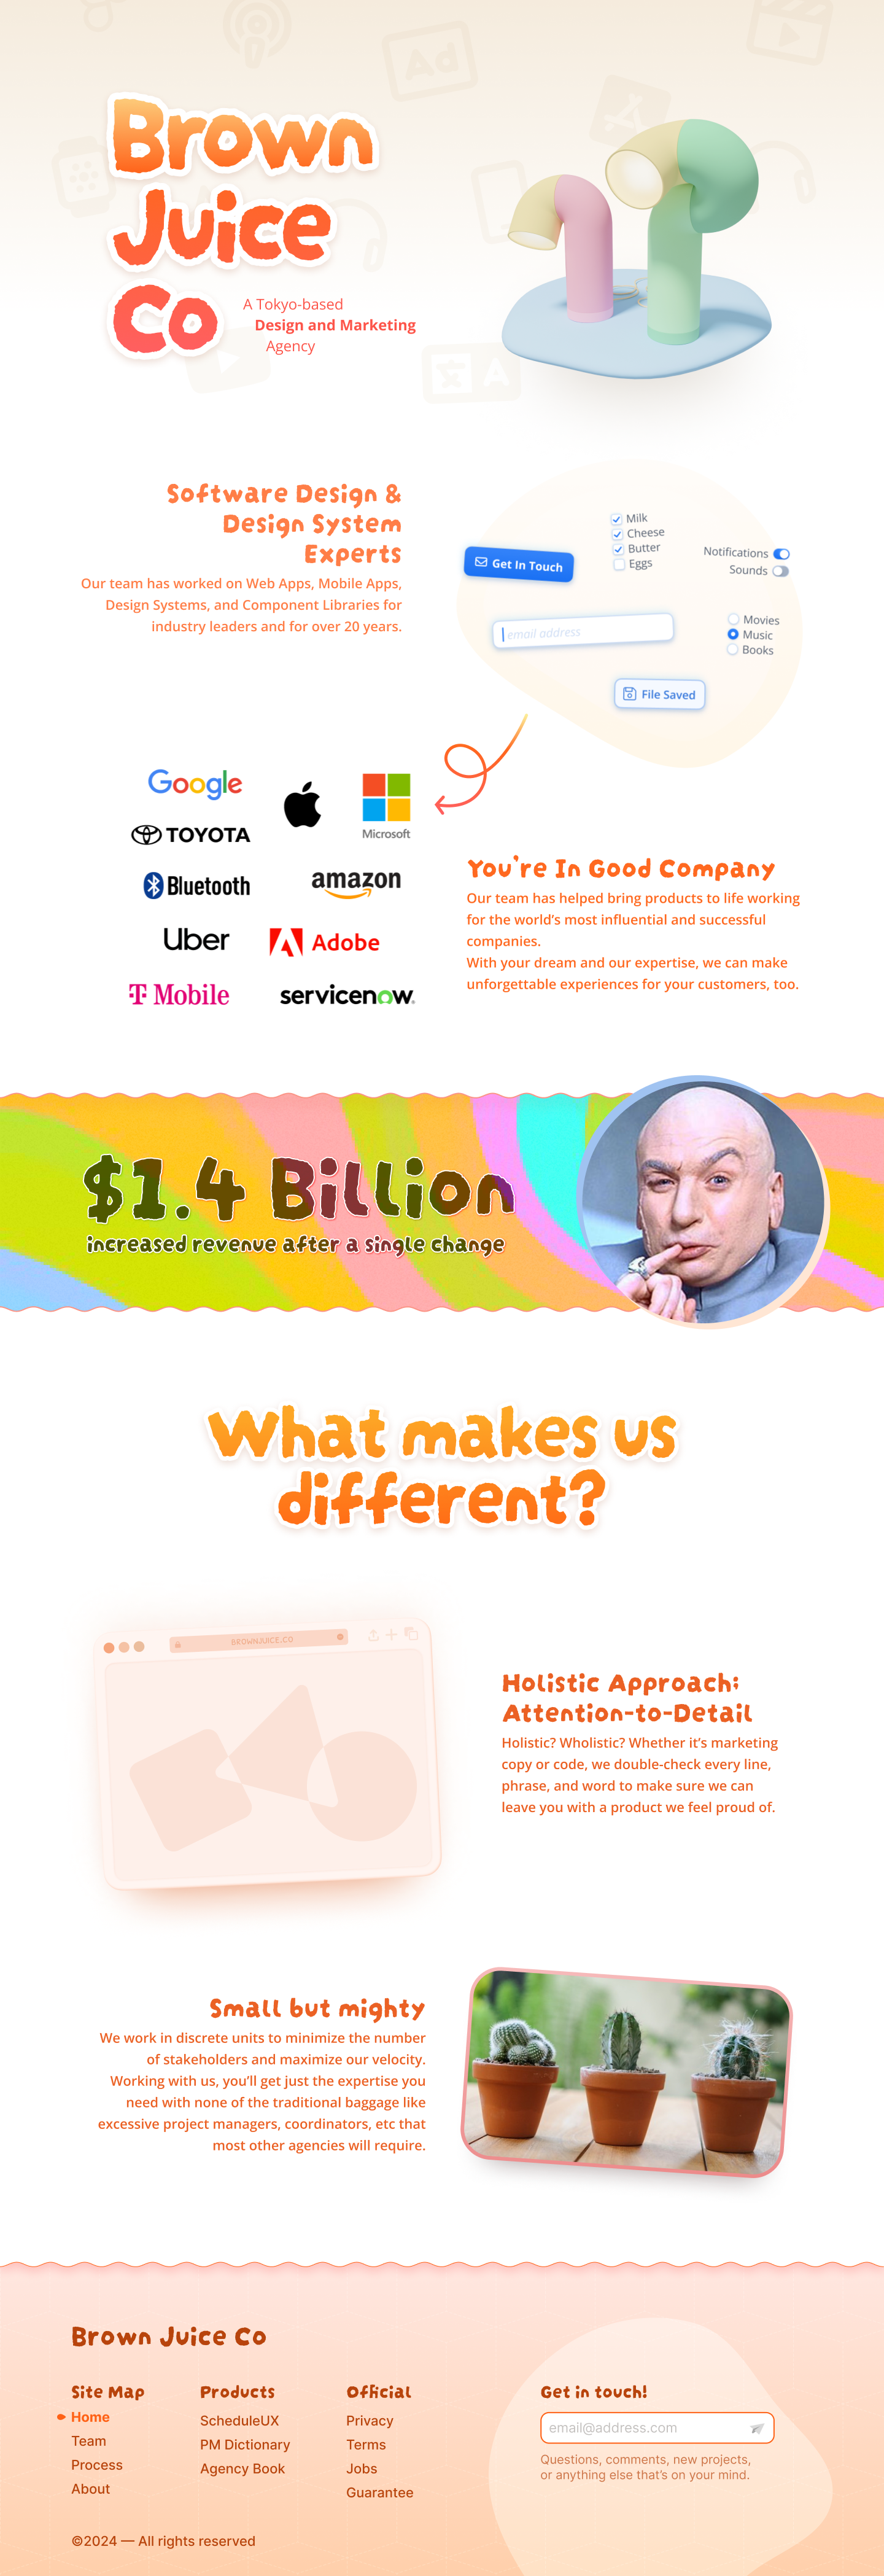 Ad
Brown
Juice
Co
A Tokyo-based
Design and Marketing
Agency
A
Software Design &
Design System
Experts
Our team has worked on Web Apps, Mobile Apps,
Design Systems, and Component Libraries for
industry leaders and for over 20 years.
Get In Touch
Milk
Cheese
Butter
Eggs
Notifications
Sounds
email address
Movies
Music
Books
File Saved
Google
Microsoft
TOYOTA
Bluetooth
amazon
Uber
Adobe
T Mobile
servicenow.
You're In Good Company
Our team has helped bring products to life working
for the world's most influential and successful
companies.
With your dream and our expertise, we can make
unforgettable experiences for your customers, too.
$1.4 Billion
increased revenue after a single change
What makes us
different?
BROWNJUICE.CO
Holistic Approach;
Attention-to-Detail
Holistic? Wholistic? Whether it's marketing
copy or code, we double-check every line,
phrase, and word to make sure we can
leave you with a product we feel proud of.
Small but mighty
We work in discrete units to minimize the number
of stakeholders and maximize our velocity.
Working with us, you'll get just the expertise you
need with none of the traditional baggage like
excessive project managers, coordinators, etc that
most other agencies will require.
Brown Juice Co
Site Map
Home
Team
Process
About
Products
ScheduleUX
PM Dictionary
Agency Book
Official
Privacy
Terms
Jobs
Guarantee
Get in touch!
email@address.com
Questions, comments, new projects,
or anything else that's on your mind.
©2024 — All rights reserved